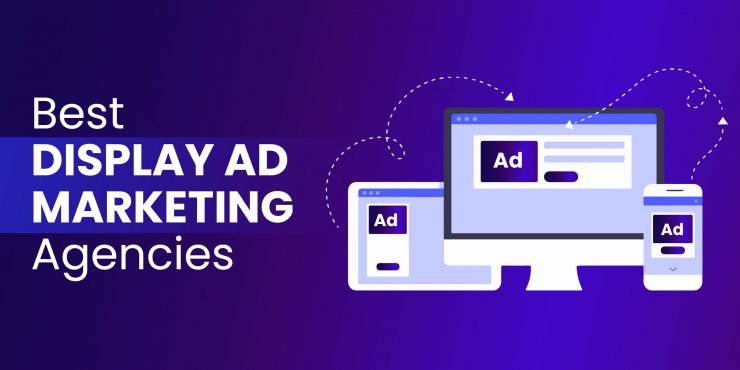 Best
DISPLAY AD
MARKETING
Agencies
Ad
Ad
Ad